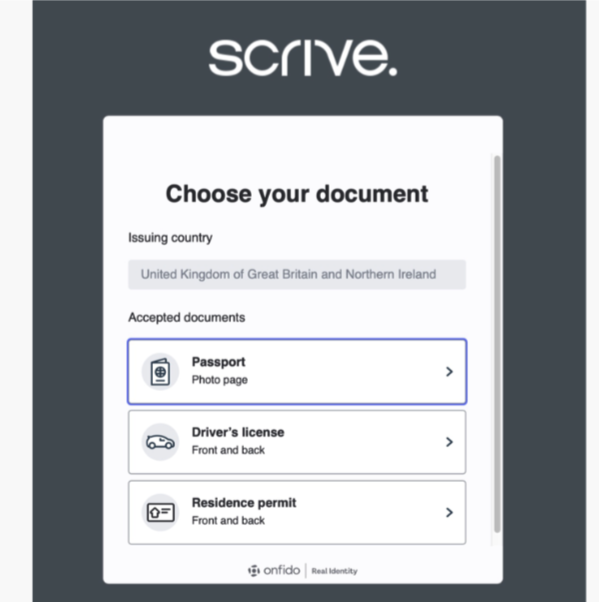 scrive.
Choose your document
Issuing country
United Kingdom of Great Britain and Northern Ireland
Accepted documents
Passport
Photo page
Driver's license
Front and back
Residence permit
Front and back
onfido | Real Identity